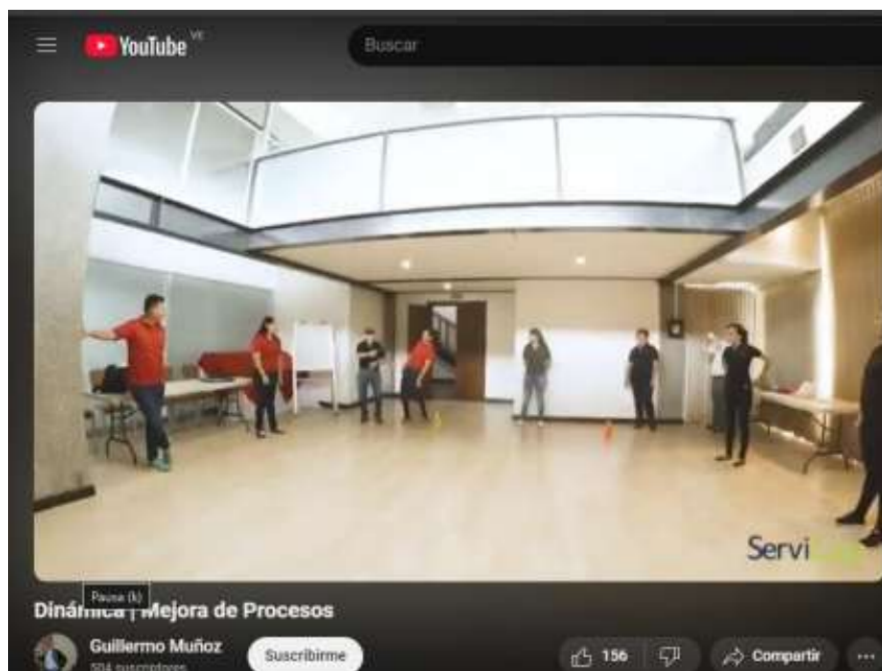 YouTube VE
Buscar
Servi
Pausa (k)
Dinámica | Mejora de Procesos
Guillermo Muñoz
504 suscriptores
Suscribirme
156
Compartir